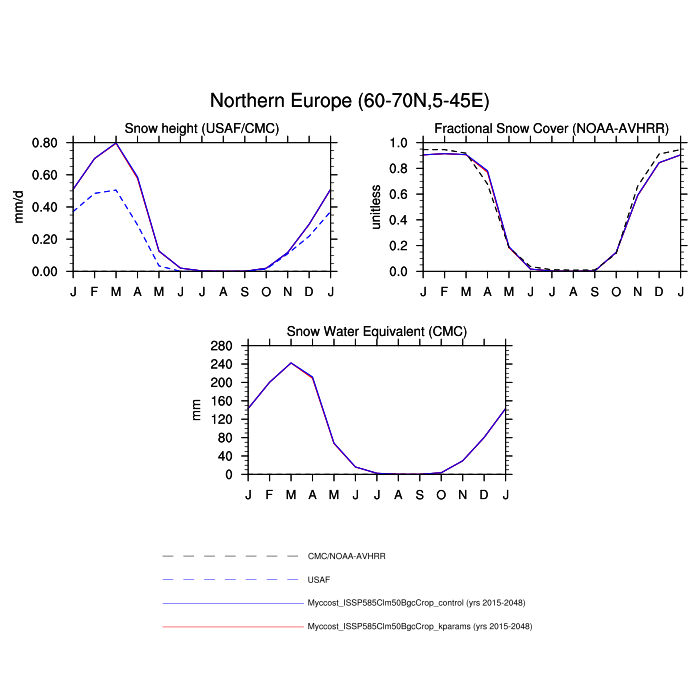 Northern Europe (60-70N,5-45E)
Snow height (USAF/CMC)
0.80
0.60
0.40
0.20
0.00
mm/d
J F M A M J J A S O N D J
Fractional Snow Cover (NOAA-AVHRR)
1.0
0.8
0.6
0.4
0.2
0.0
unitless
J F M A M J J A S O N D J
Snow Water Equivalent (CMC)
280
240
200
160
120
80
40
0
mm
J F M A M J J A S O N D J
CMC/NOAA-AVHRR
USAF
Myccost_ISSP585Clm50BgcCrop_control (yrs 2015-2048)
Myccost_ISSP585Clm50BgcCrop_kparams (yrs 2015-2048)